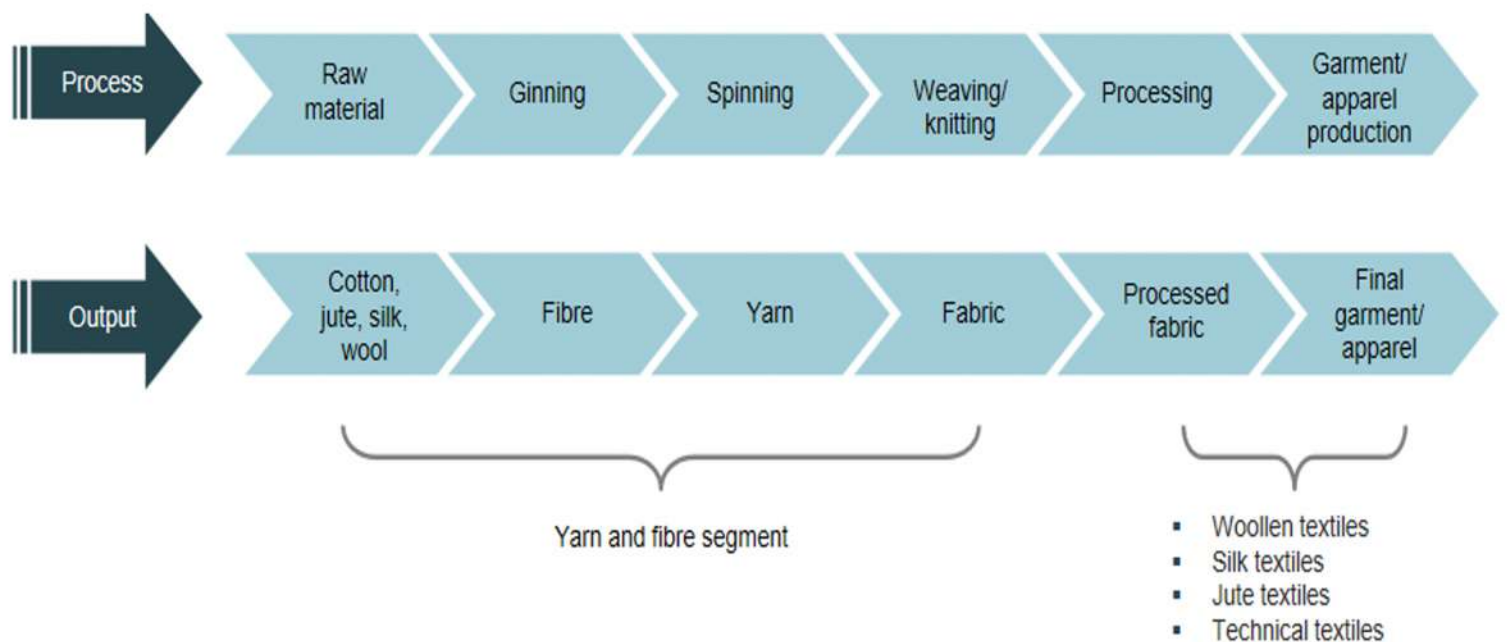 Process
Raw
material
Ginning
Spinning
Weaving/
knitting
Processing
Garment/
apparel
production
Output
Cotton,
jute, silk,
wool
Fibre
Yarn
Fabric
Processed
fabric
Final
garment/
apparel
Yarn and fibre segment
▪ Woollen textiles
▪ Silk textiles
▪ Jute textiles
▪ Technical textiles